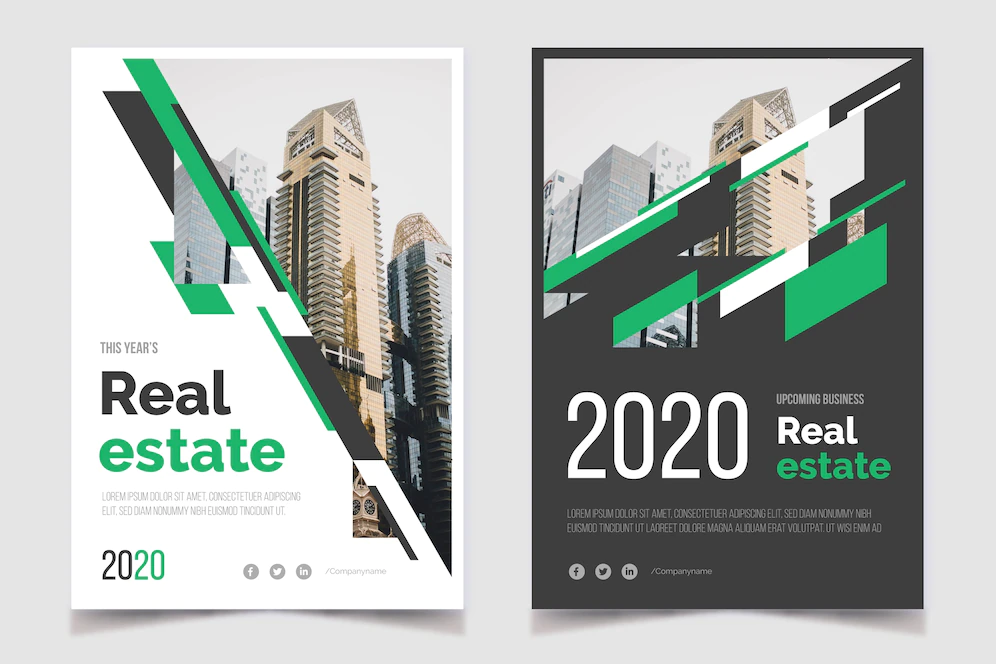 THIS YEAR'S
Real
estate
LOREM IPSUM DOLOR SIT AMET, CONSECTETUER ADIPISCING
ELIT, SED DIAM NONUMMY NIBH EUISMOD TINCIDUNT UT.
2020
/Companyname
2020
UPCOMING BUSINESS
Real
estate
LOREM IPSUM DOLOR SIT AMET, CONSECTETUER ADIPISCING ELIT, SED DIAM NONUMMY NIBH
EUISMOD TINCIDUNT UT LAOREET DOLORE MAGNA ALIQUAM ERAT VOLUTPAT. UT WISI ENIM AD
/Companyname